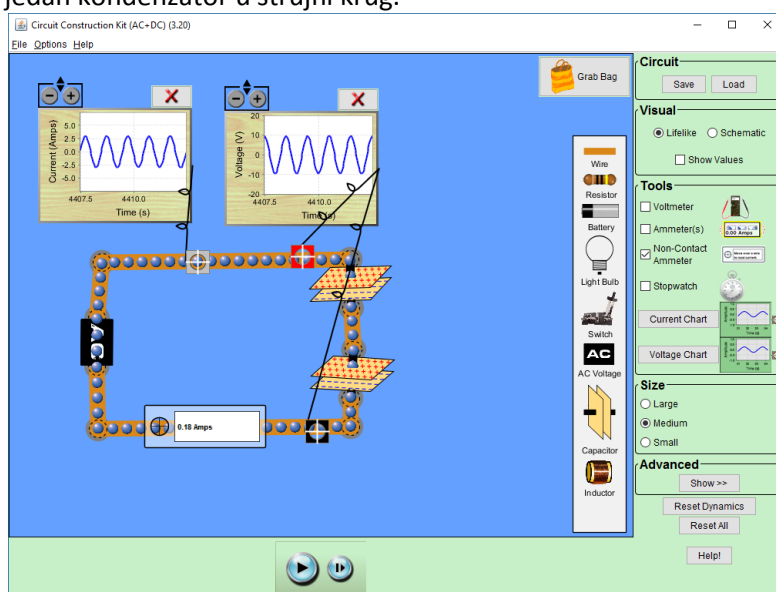 jedan kondenzator u strujni krug.
Circuit Construction Kit (AC+DC) (3.20)
File Options Help
Grab Bag
Circuit
Save Load
Visual
Lifelike Schematic
Show Values
Tools
Voltmeter
Ammeter(s)
0.00 Amps
Non-Contact
Ammeter
Stopwatch
Current Chart
Voltage Chart
Size
Large
Medium
Small
Advanced
Show >>
Reset Dynamics
Reset All
Help!
Current (Amps)
5.0
2.5
0.0
-2.5
-5.0
4407.5 4410.0
Time (s)
Voltage (V)
20
10
0
-10
-20
4407.5 4410.0
Time (s)
Wire
Resistor
Battery
Light Bulb
Switch
AC
AC Voltage
Capacitor
Inductor
0.18 Amps